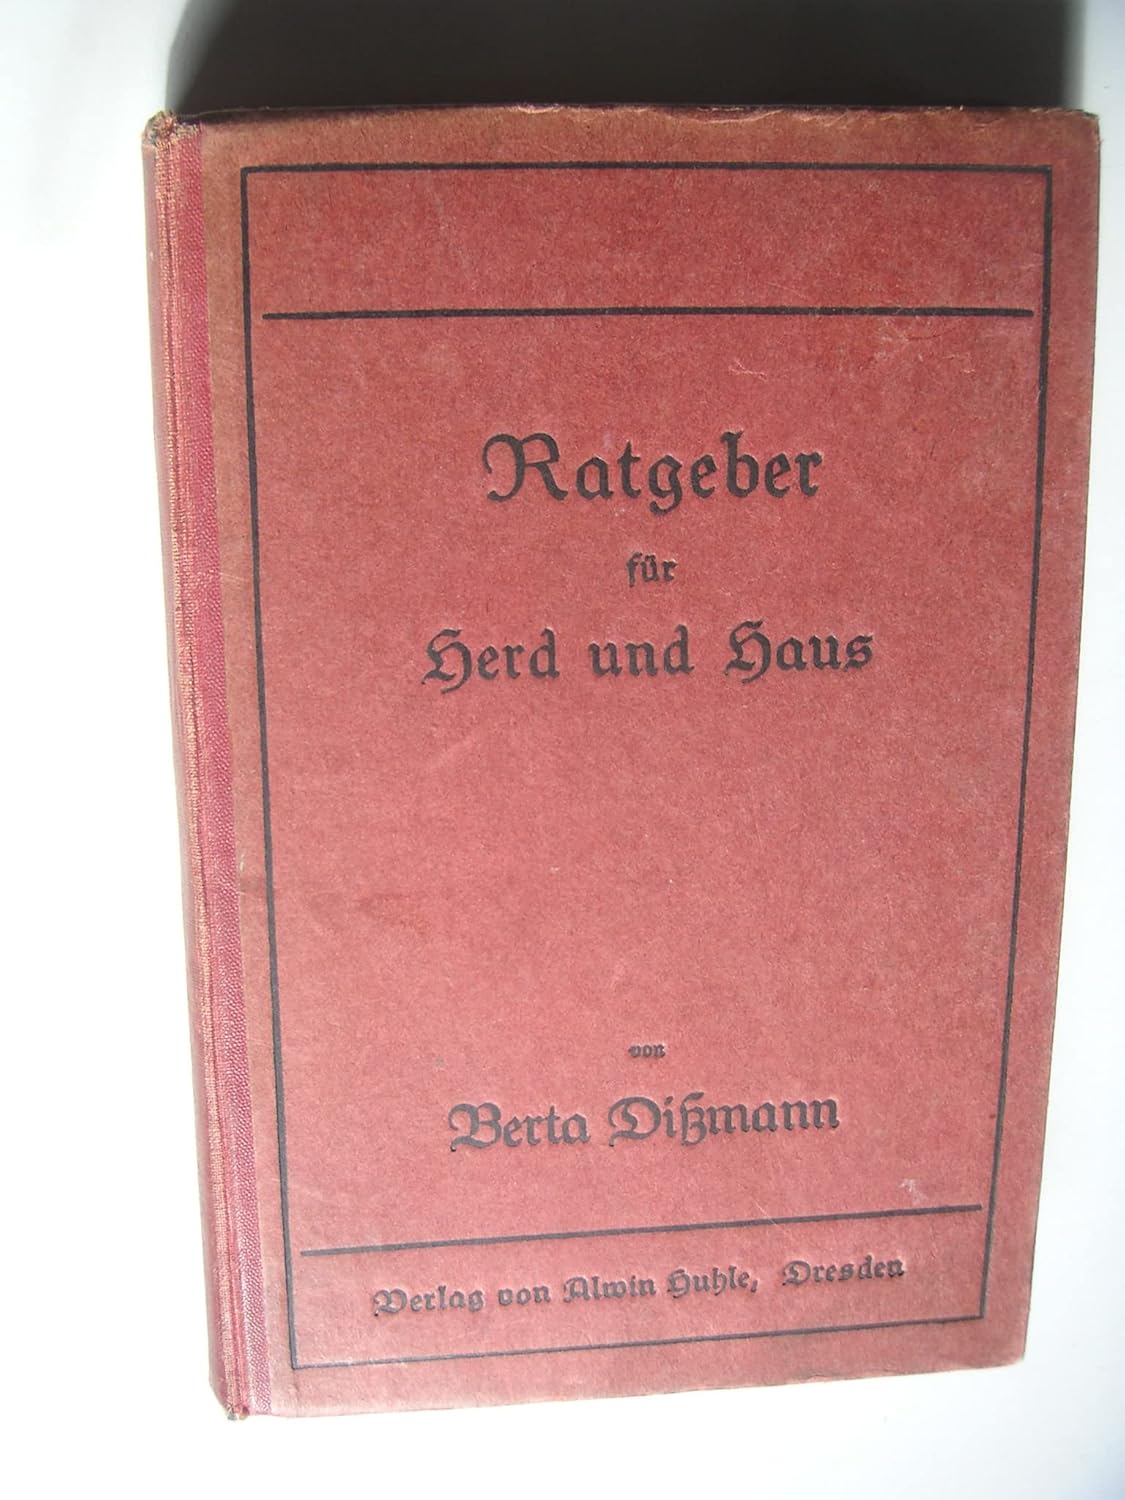 Ratgeber
für
Herd und Haus
von
Berta Dißmann
Verlag von Alwin Huhle, Dresden